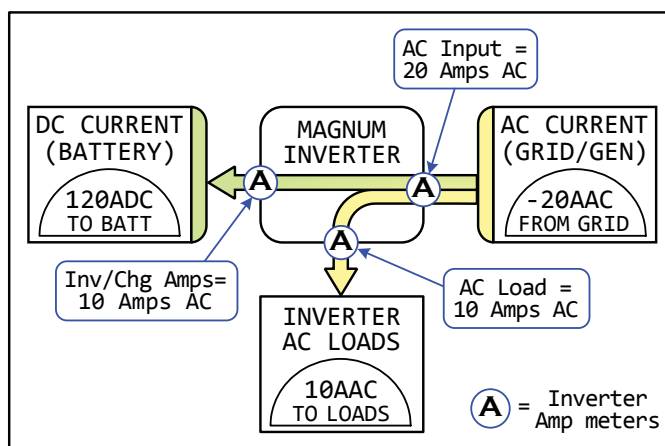 AC Input =
20 Amps AC
DC CURRENT
(BATTERY)
120ADC
TO BATT
MAGNUM
INVERTER
A
A
A
AC CURRENT
(GRID/GEN)
-20AAC
FROM GRID
Inv/Chg Amps=
10 Amps AC
AC Load =
10 Amps AC
INVERTER
AC LOADS
10AAC
TO LOADS
A = Inverter
Amp meters